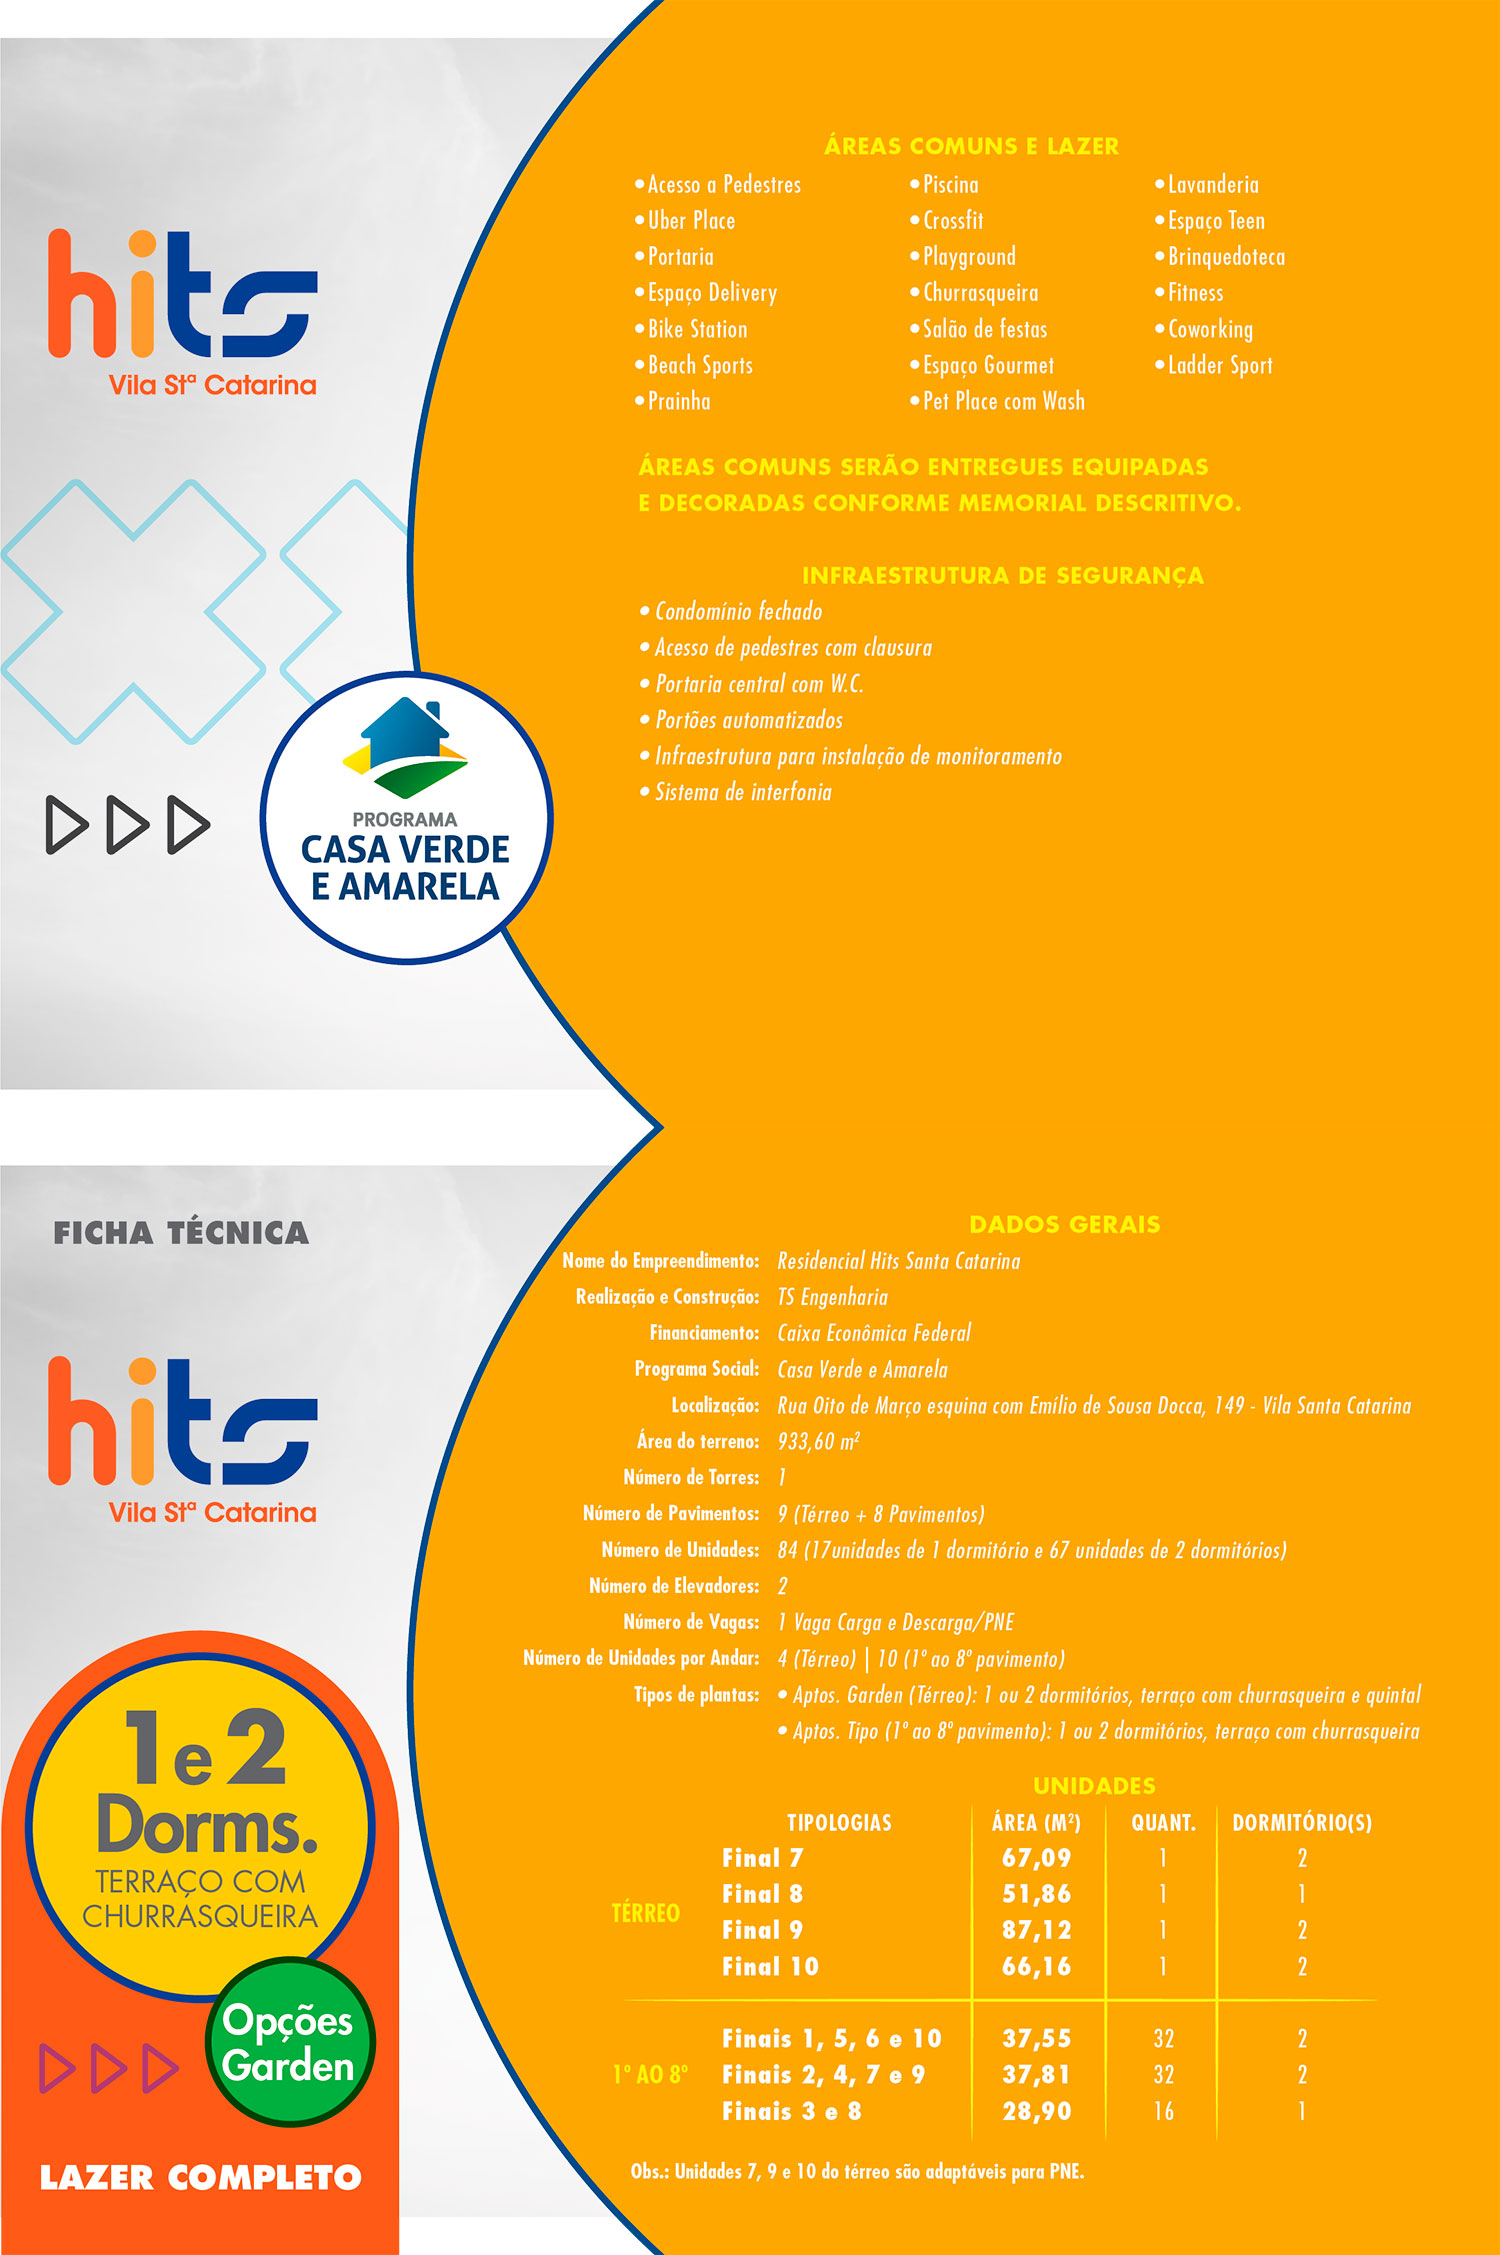 hits
Vila Stª Catarina
PROGRAMA
CASA VERDE
E AMARELA
ÁREAS COMUNS E LAZER
• Acesso a Pedestres
• Uber Place
• Portaria
• Espaço Delivery
• Bike Station
• Beach Sports
• Prainha
• Piscina
• Crossfit
• Playground
• Churrasqueira
• Salão de festas
• Espaço Gourmet
• Pet Place com Wash
• Lavanderia
• Espaço Teen
• Brinquedoteca
• Fitness
• Coworking
• Ladder Sport
ÁREAS COMUNS SERÃO ENTREGUES EQUIPADAS
E DECORADAS CONFORME MEMORIAL DESCRITIVO.
INFRAESTRUTURA DE SEGURANÇA
• Condomínio fechado
• Acesso de pedestres com clausura
• Portaria central com W.C.
• Portões automatizados
• Infraestrutura para instalação de monitoramento
• Sistema de interfonia
FICHA TÉCNICA
hits
Vila Stª Catarina
1 e 2
Dorms.
TERRAÇO COM
CHURRASQUEIRA
Opções
Garden
LAZER COMPLETO
DADOS GERAIS
Nome do Empreendimento: Residencial Hits Santa Catarina
Realização e Construção: TS Engenharia
Financiamento: Caixa Econômica Federal
Programa Social: Casa Verde e Amarela
Localização: Rua Oito de Março esquina com Emílio de Sousa Docca, 149 - Vila Santa Catarina
Área do terreno: 933,60 m²
Número de Torres: 1
Número de Pavimentos: 9 (Térreo + 8 Pavimentos)
Número de Unidades: 84 (17unidades de 1 dormitório e 67 unidades de 2 dormitórios)
Número de Elevadores: 2
Número de Vagas: 1 Vaga Carga e Descarga/PNE
Número de Unidades por Andar: 4 (Térreo) | 10 (1º ao 8º pavimento)
Tipos de plantas: • Aptos. Garden (Térreo): 1 ou 2 dormitórios, terraço com churrasqueira e quintal
• Aptos. Tipo (1º ao 8º pavimento): 1 ou 2 dormitórios, terraço com churrasqueira
UNIDADES
TIPOLOGIAS ÁREA (M²) QUANT. DORMITÓRIO(S)
TÉRREO
Final 7 67,09 1 2
Final 8 51,86 1 1
Final 9 87,12 1 2
Final 10 66,16 1 2
1º AO 8º
Finais 1, 5, 6 e 10 37,55 32 2
Finais 2, 4, 7 e 9 37,81 32 2
Finais 3 e 8 28,90 16 1
Obs.: Unidades 7, 9 e 10 do térreo são adaptáveis para PNE.